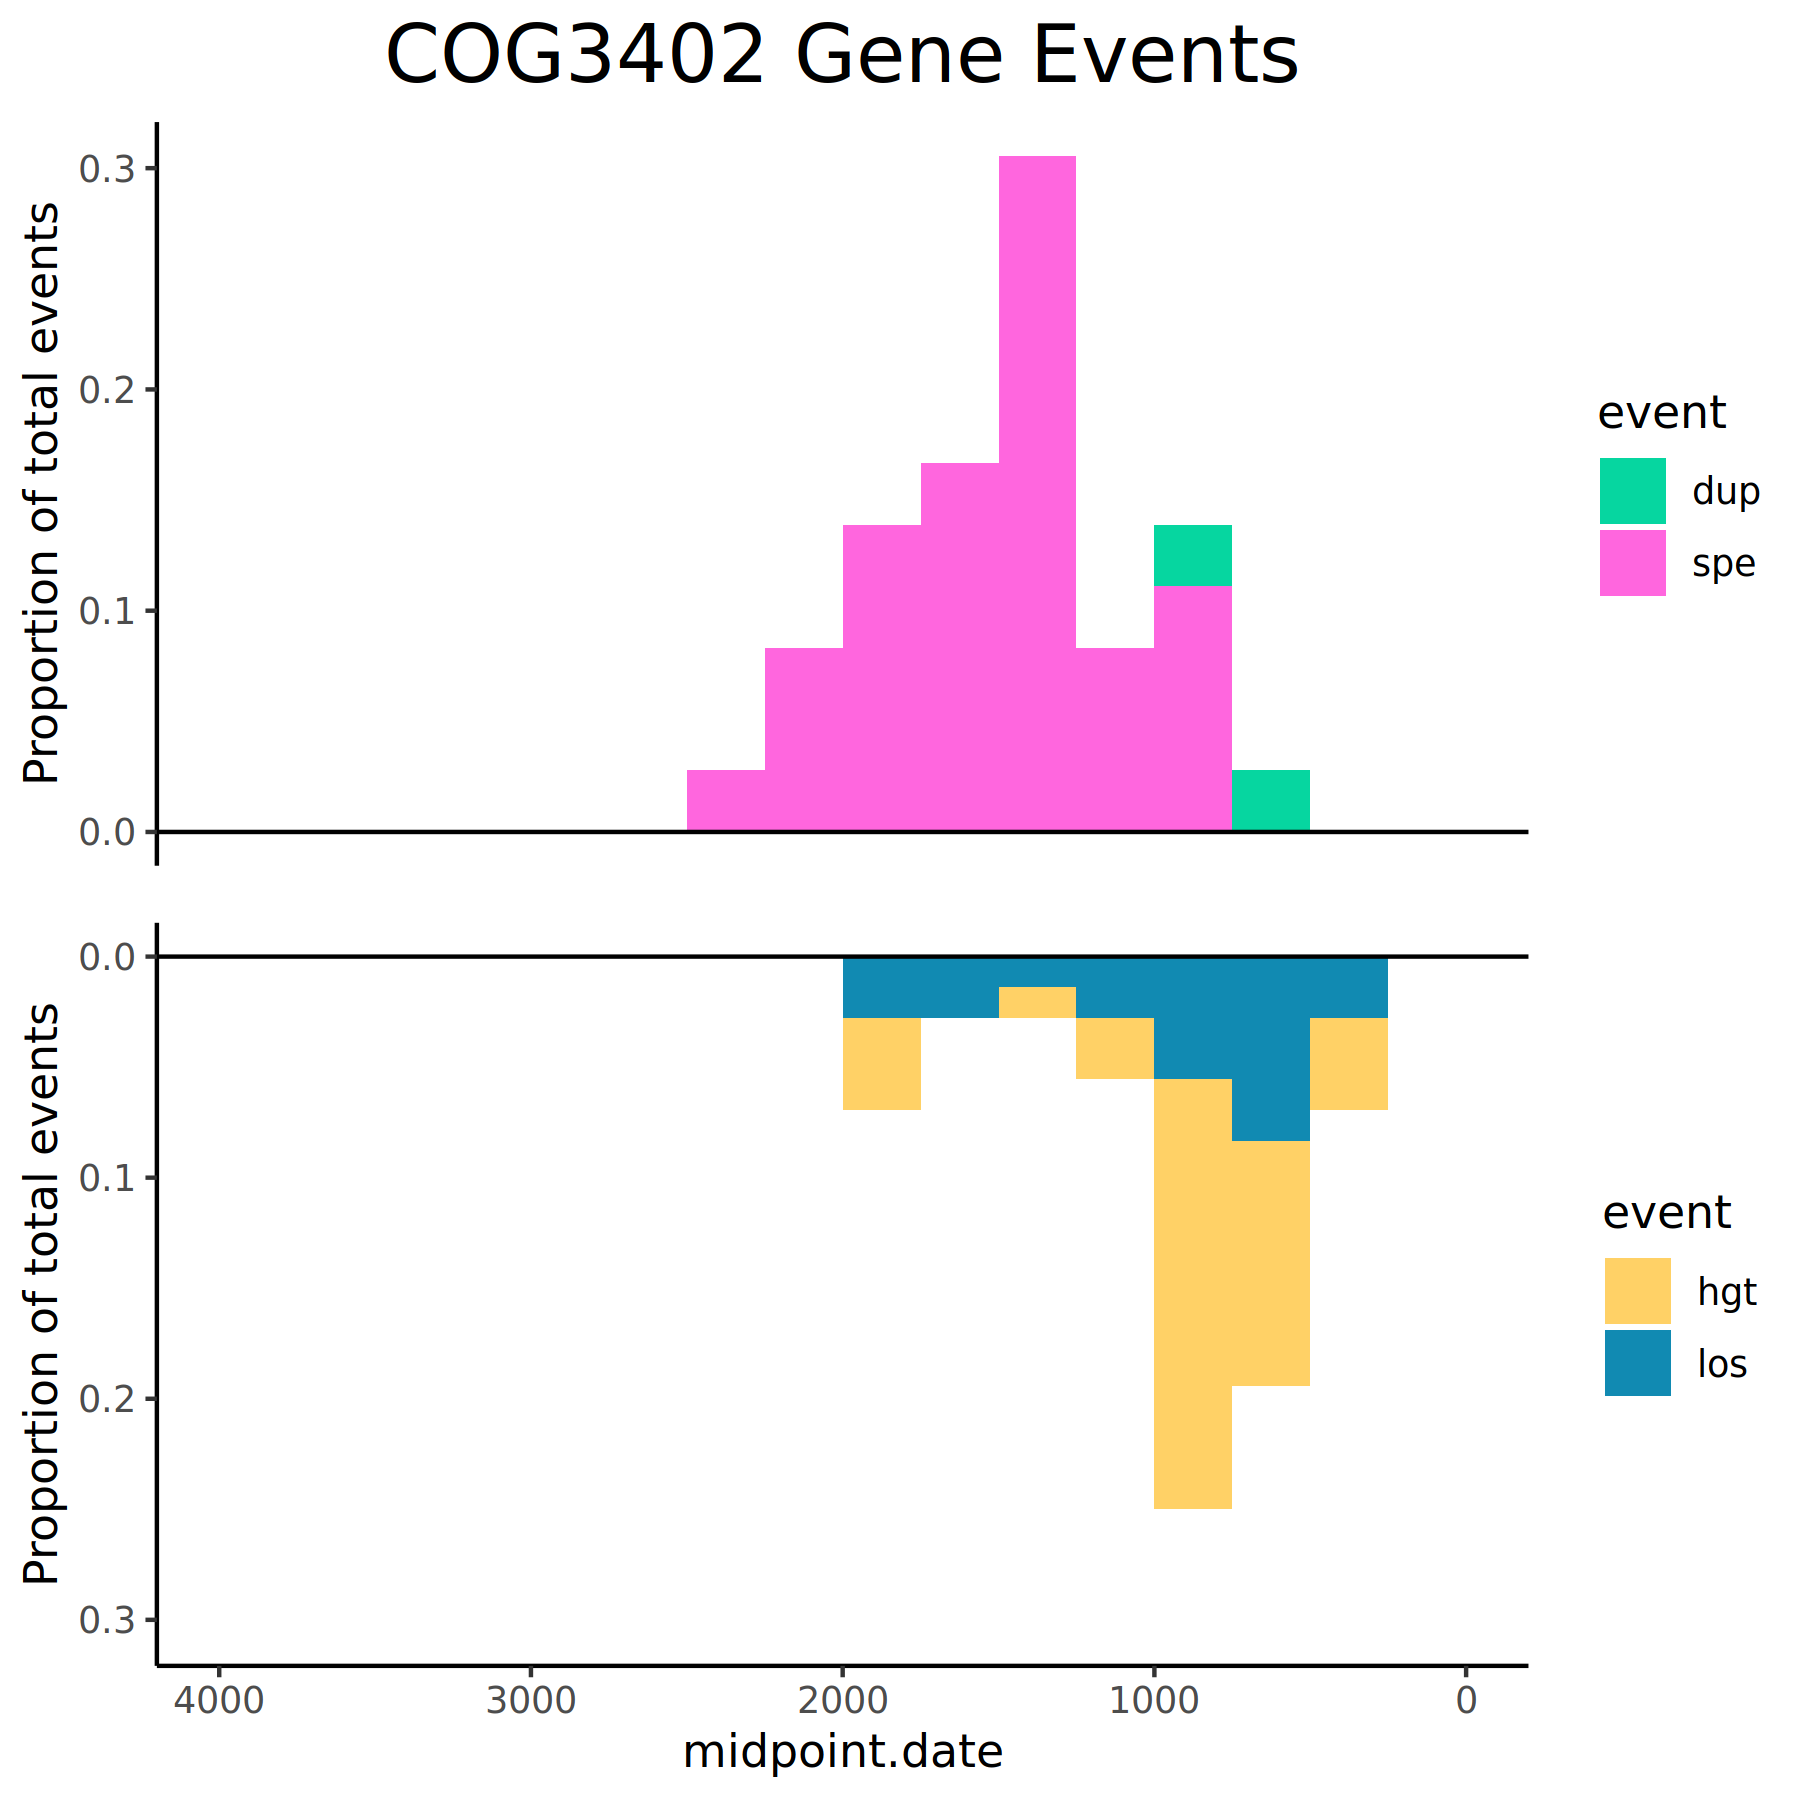 COG3402 Gene Events
Proportion of total events
0.3
0.2
0.1
0.0
event
dup
spe
Proportion of total events
0.0
0.1
0.2
0.3
event
hgt
los
4000 3000 2000 1000 0
midpoint.date